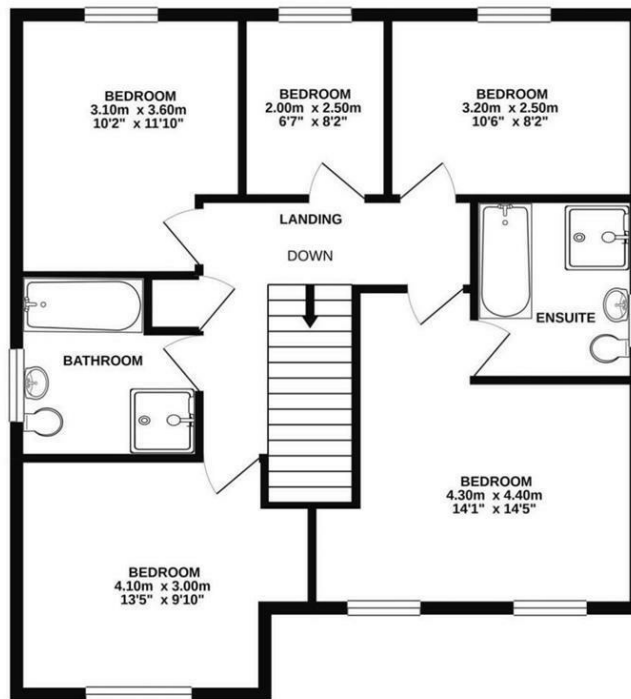 BEDROOM
3.10m x 3.60m
10'2" x 11'10"
BEDROOM
2.00m x 2.50m
6'7" x 8'2"
BEDROOM
3.20m x 2.50m
10'6" x 8'2"
LANDING
DOWN
ENSUITE
BATHROOM
BEDROOM
4.30m x 4.40m
14'1" x 14'5"
BEDROOM
4.10m x 3.00m
13'5" x 9'10"